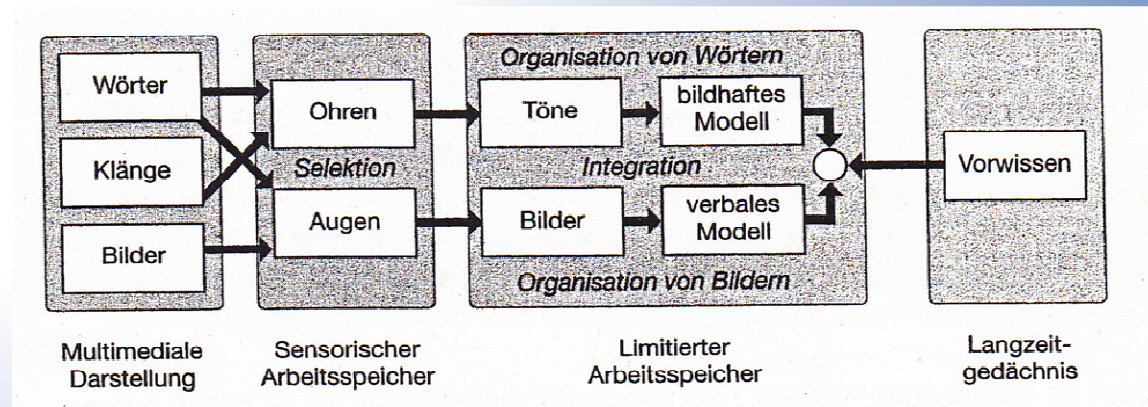 Wörter
Klänge
Bilder
Multimediale
Darstellung
Ohren
Selektion
Augen
Sensorischer
Arbeitsspeicher
Organisation von Wörtern
Töne
bildhaftes
Modell
Integration
Bilder
verbales
Modell
Organisation von Bildern
Limitierter
Arbeitsspeicher
Vorwissen
Langzeit-
gedächnis